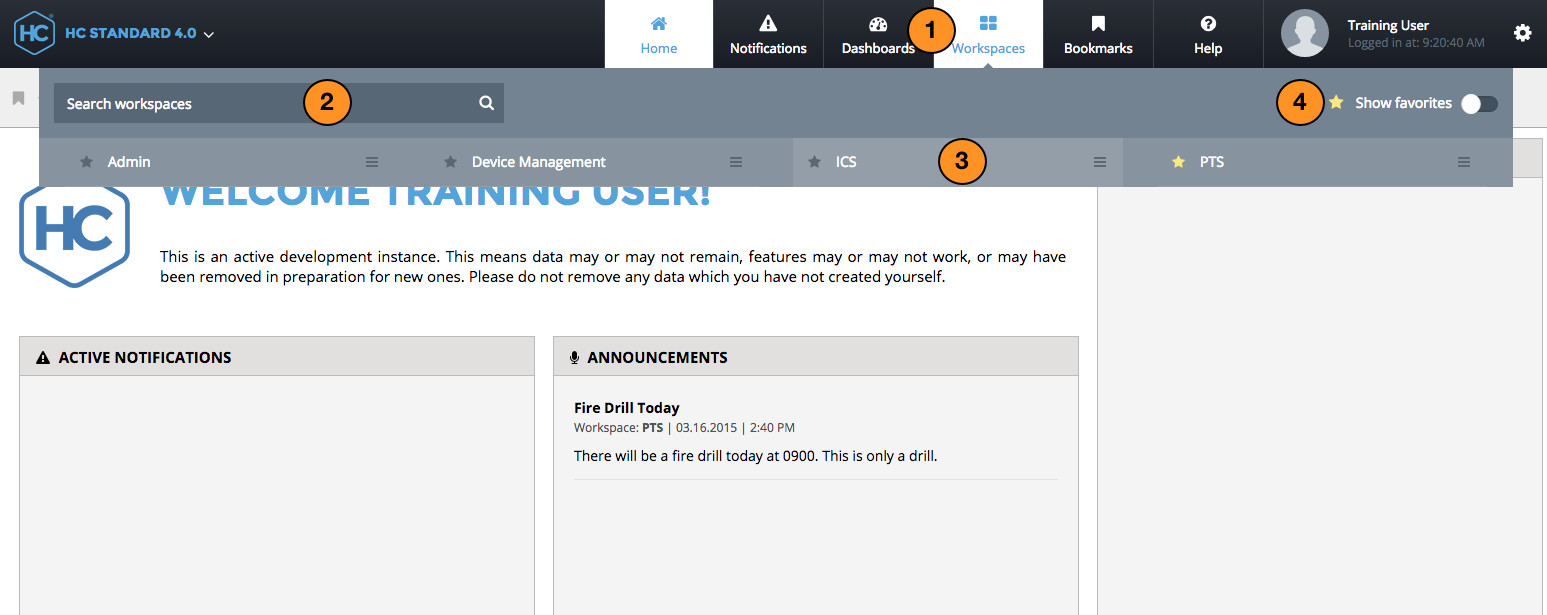 HC HC STANDARD 4.0
Home
Notifications
Dashboards
1
Workspaces
Bookmarks
Help
Training User
Logged in at: 9:20:40 AM
Search workspaces
2
4
Show favorites
Admin
Device Management
ICS
3
PTS
HC
WELCOME TRAINING USER!
This is an active development instance. This means data may or may not remain, features may or may not work, or may have
been removed in preparation for new ones. Please do not remove any data which you have not created yourself.
ACTIVE NOTIFICATIONS
ANNOUNCEMENTS
Fire Drill Today
Workspace: PTS | 03.16.2015 | 2:40 PM
There will be a fire drill today at 0900. This is only a drill.